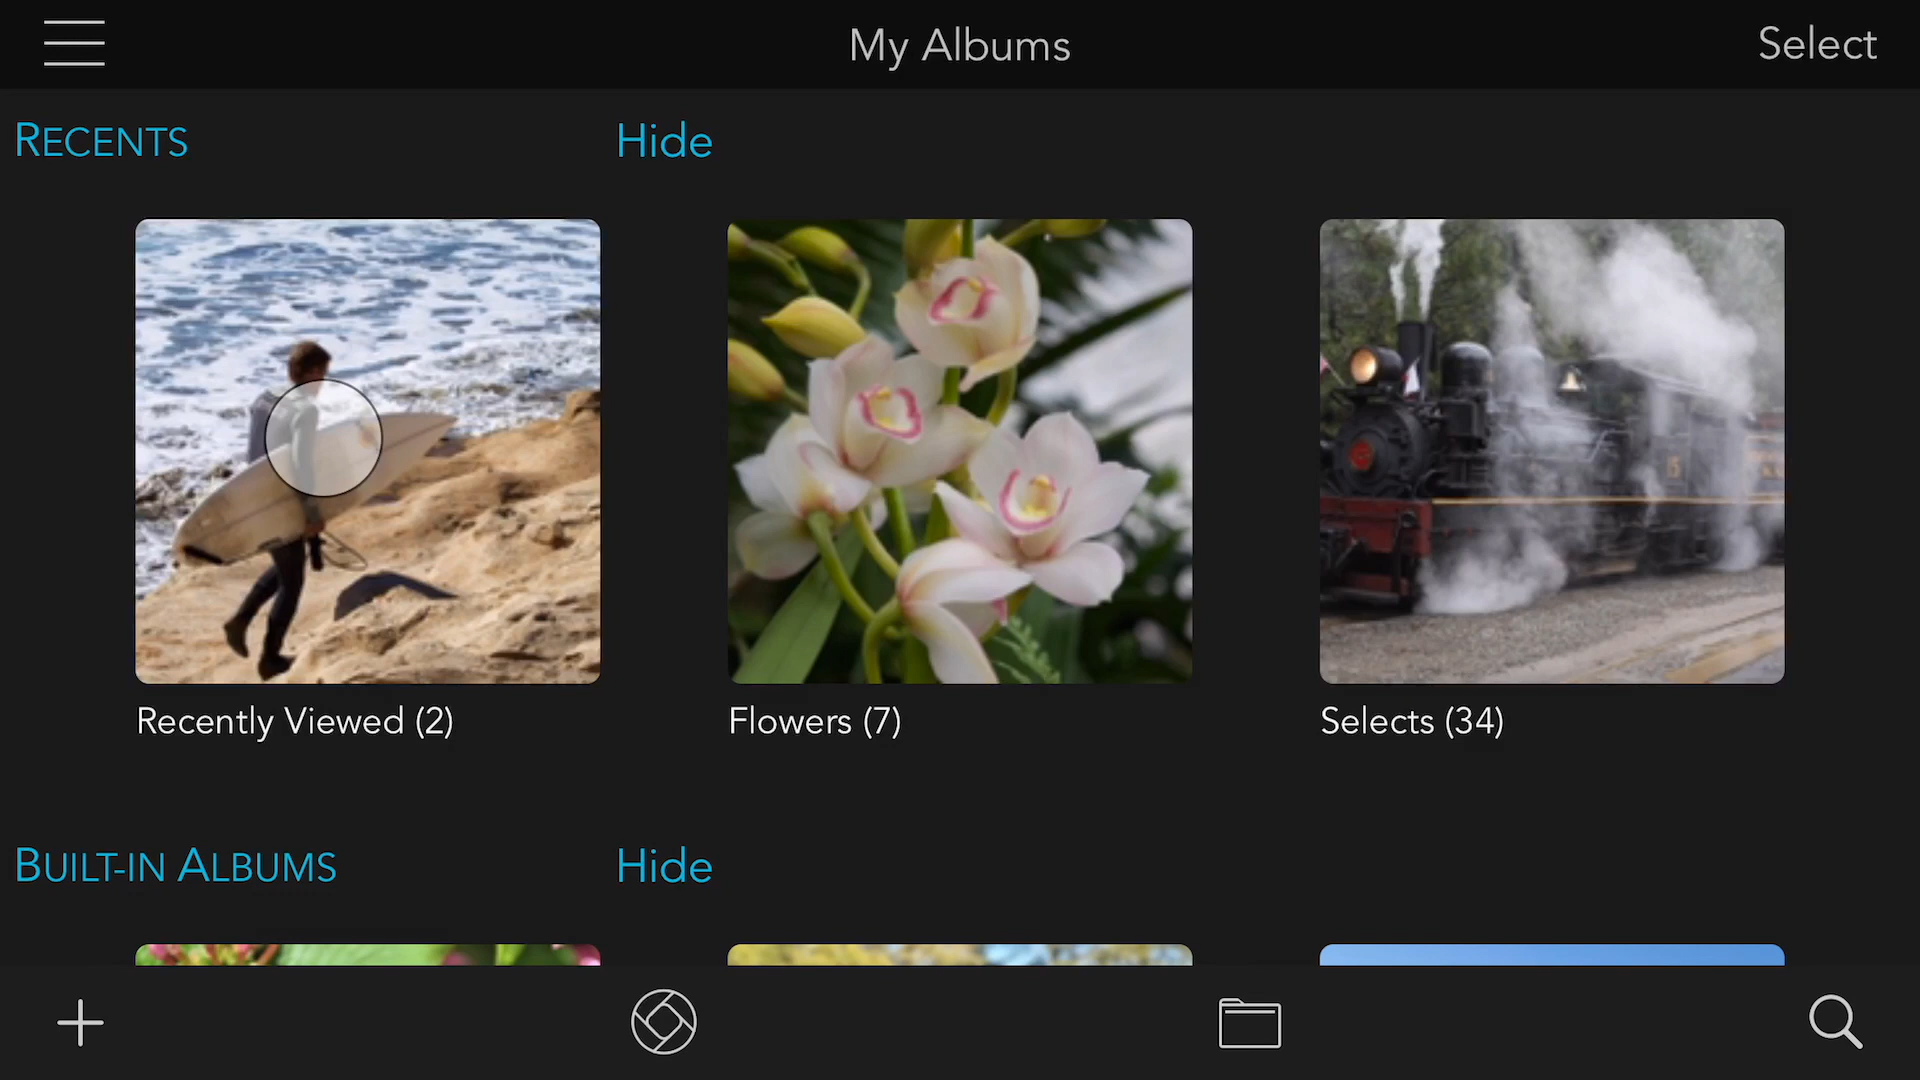 My Albums
Select
RECENTS
Hide
Recently Viewed (2)
Flowers (7)
Selects (34)
BUILT-IN ALBUMS
Hide